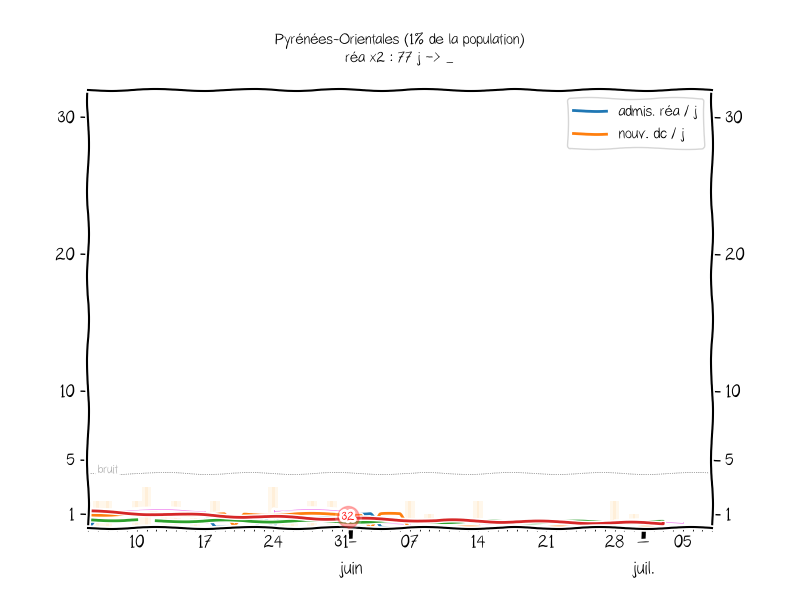 Pyrénées-Orientales (1% de la population)
réa x2 : 77 j -> _
admis. réa / j
nouv. dc / j
30
30
20
20
10
10
5
bruit
5
1
32
1
10 17 24 31 07 14 21 28 05
juin juil.